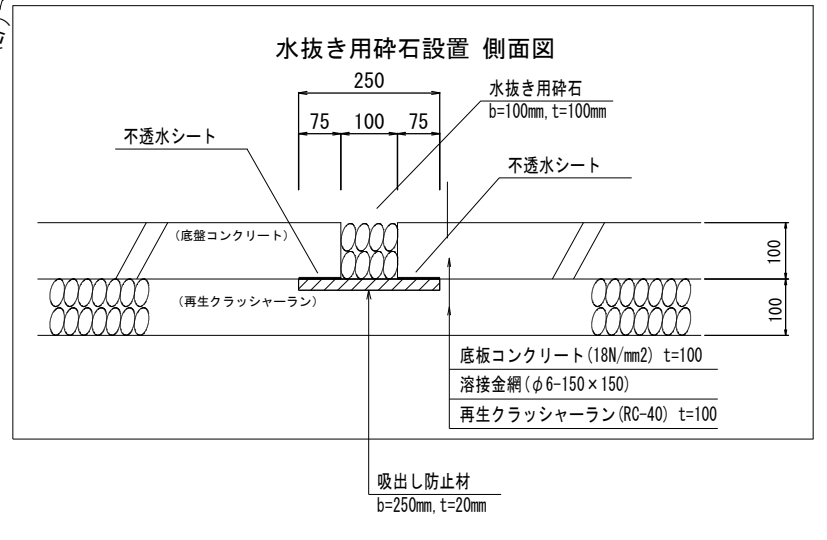 水抜き用砕石設置 側面図
250
水抜き用砕石
b=100mm, t=100mm
75 100 75
不透水シート
不透水シート
(底盤コンクリート)
100
(再生クラッシャーラン)
100
底板コンクリート(18N/mm2) t=100
溶接金網(φ6-150×150)
再生クラッシャーラン(RC-40) t=100
吸出し防止材
b=250mm, t=20mm